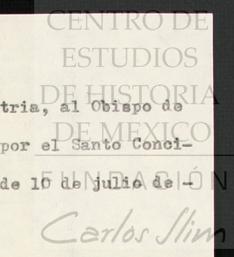 CENTRO DE
ESTUDIOS
DE HISTORIA
DE MÉXICO
tria, al Obispo de
por el Santo Conci-
de 10 de julio de -
FUNDACIÓN
Carlos Slim